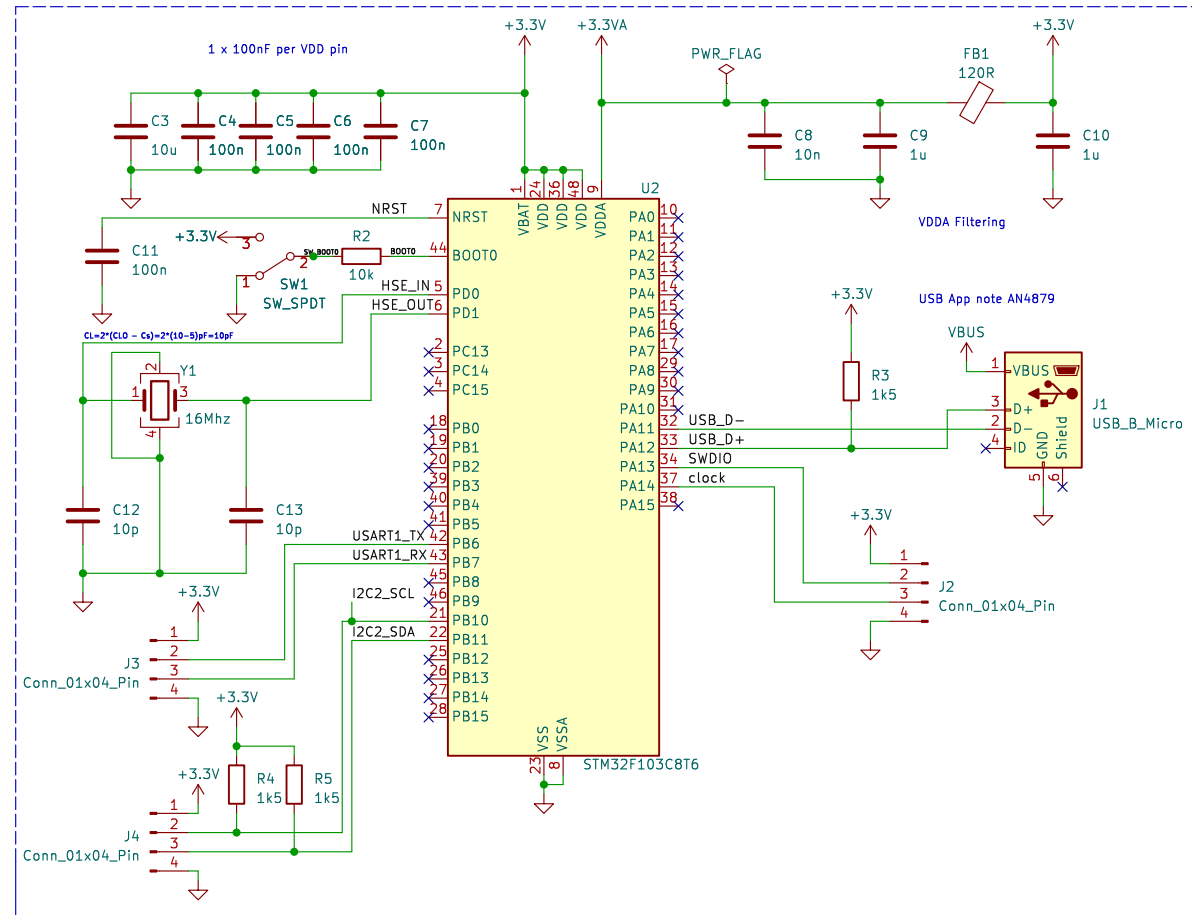 +3.3V
+3.3VA
+3.3V
1 x 100nF per VDD pin
PWR_FLAG
FB1
120R
C3
10u
C4
100n
C5
100n
C6
100n
C7
100n
C8
10n
C9
1u
C10
1u
VDDA Filtering
USB App note AN4879
U2
1
24
36
48
9
VBAT
VDD
VDD
VDD
VDDA
NRST
7
NRST
C11
100n
+3.3V
3
2
1
SW1
SW_SPDT
SW_BOOT0
R2
10k
BOOT0
44
BOOT0
HSE_IN
5
PD0
HSE_OUT
6
PD1
CL=2*(CLO - Cs)=2*(10-5)pF=10pF
Y1
16Mhz
1
2
3
4
C12
10p
C13
10p
2
PC13
3
PC14
4
PC15
18
PB0
19
PB1
20
PB2
39
PB3
40
PB4
41
PB5
USART1_TX
42
PB6
USART1_RX
43
PB7
45
PB8
46
PB9
I2C2_SCL
21
PB10
I2C2_SDA
22
PB11
25
PB12
26
PB13
27
PB14
28
PB15
PA0
10
PA1
11
PA2
12
PA3
13
PA4
14
PA5
15
PA6
16
PA7
17
PA8
29
PA9
30
PA10
31
PA11
32
USB_D-
PA12
33
USB_D+
PA13
34
SWDIO
PA14
37
clock
PA15
38
VSS
VSSA
23
8
STM32F103C8T6
+3.3V
R3
1k5
VBUS
1
VBUS
3
D+
2
D-
4
ID
GND
Shield
5
6
J1
USB_B_Micro
+3.3V
1
2
3
4
J2
Conn_01x04_Pin
+3.3V
1
2
3
4
J3
Conn_01x04_Pin
+3.3V
R4
1k5
R5
1k5
+3.3V
1
2
3
4
J4
Conn_01x04_Pin